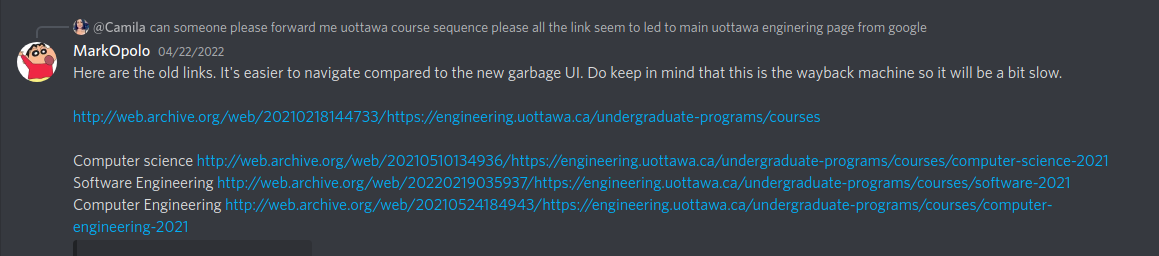 @Camila can someone please forward me uottawa course sequence please all the link seem to led to main uottawa enginering page from google
MarkOpolo 04/22/2022
Here are the old links. It's easier to navigate compared to the new garbage UI. Do keep in mind that this is the wayback machine so it will be a bit slow.
http://web.archive.org/web/20210218144733/https://engineering.uottawa.ca/undergraduate-programs/courses
Computer science http://web.archive.org/web/20210510134936/https://engineering.uottawa.ca/undergraduate-programs/courses/computer-science-2021
Software Engineering http://web.archive.org/web/20220219035937/https://engineering.uottawa.ca/undergraduate-programs/courses/software-2021
Computer Engineering http://web.archive.org/web/20210524184943/https://engineering.uottawa.ca/undergraduate-programs/courses/computer-
engineering-2021